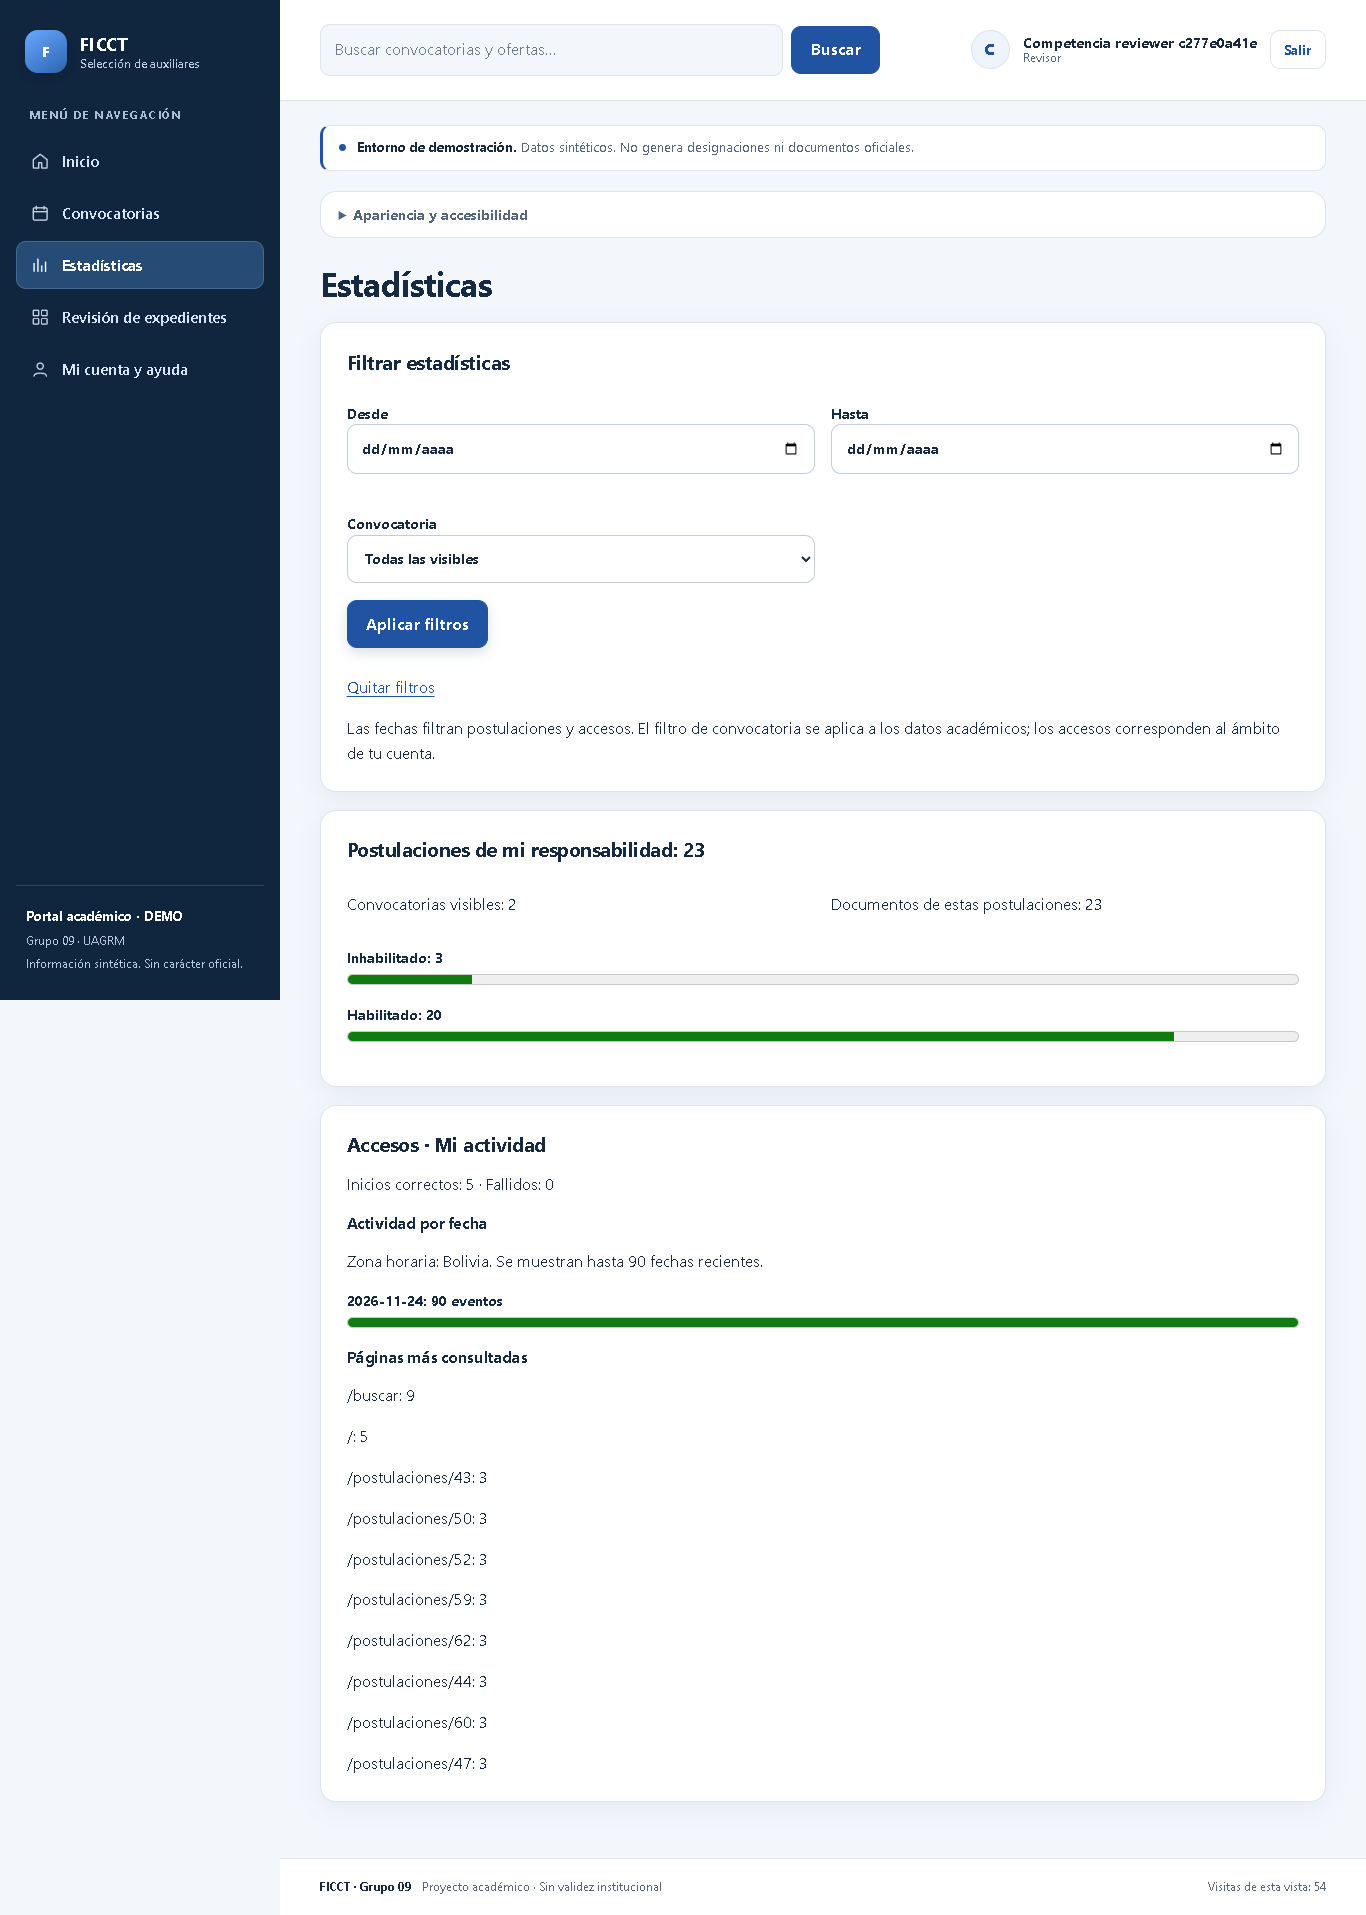 F
FICCT
Selección de auxiliares
MENÚ DE NAVEGACIÓN
Inicio
Convocatorias
Estadísticas
Revisión de expedientes
Mi cuenta y ayuda
Portal académico · DEMO
Grupo 09 · UAGRM
Información sintética. Sin carácter oficial.
Buscar convocatorias y ofertas...
Buscar
C
Competencia reviewer c277e0a41e
Revisor
Salir
Entorno de demostración. Datos sintéticos. No genera designaciones ni documentos oficiales.
Apariencia y accesibilidad
Estadísticas
Filtrar estadísticas
Desde
dd/mm/aaaa
Hasta
dd/mm/aaaa
Convocatoria
Todas las visibles
Aplicar filtros
Quitar filtros
Las fechas filtran postulaciones y accesos. El filtro de convocatoria se aplica a los datos académicos; los accesos corresponden al ámbito
de tu cuenta.
Postulaciones de mi responsabilidad: 23
Convocatorias visibles: 2
Documentos de estas postulaciones: 23
Inhabilitado: 3
Habilitado: 20
Accesos · Mi actividad
Inicios correctos: 5 · Fallidos: 0
Actividad por fecha
Zona horaria: Bolivia. Se muestran hasta 90 fechas recientes.
2026-11-24: 90 eventos
Páginas más consultadas
/buscar: 9
/: 5
/postulaciones/43: 3
/postulaciones/50: 3
/postulaciones/52: 3
/postulaciones/59: 3
/postulaciones/62: 3
/postulaciones/44: 3
/postulaciones/60: 3
/postulaciones/47: 3
FICCT · Grupo 09 Proyecto académico · Sin validez institucional
Visitas de esta vista: 54